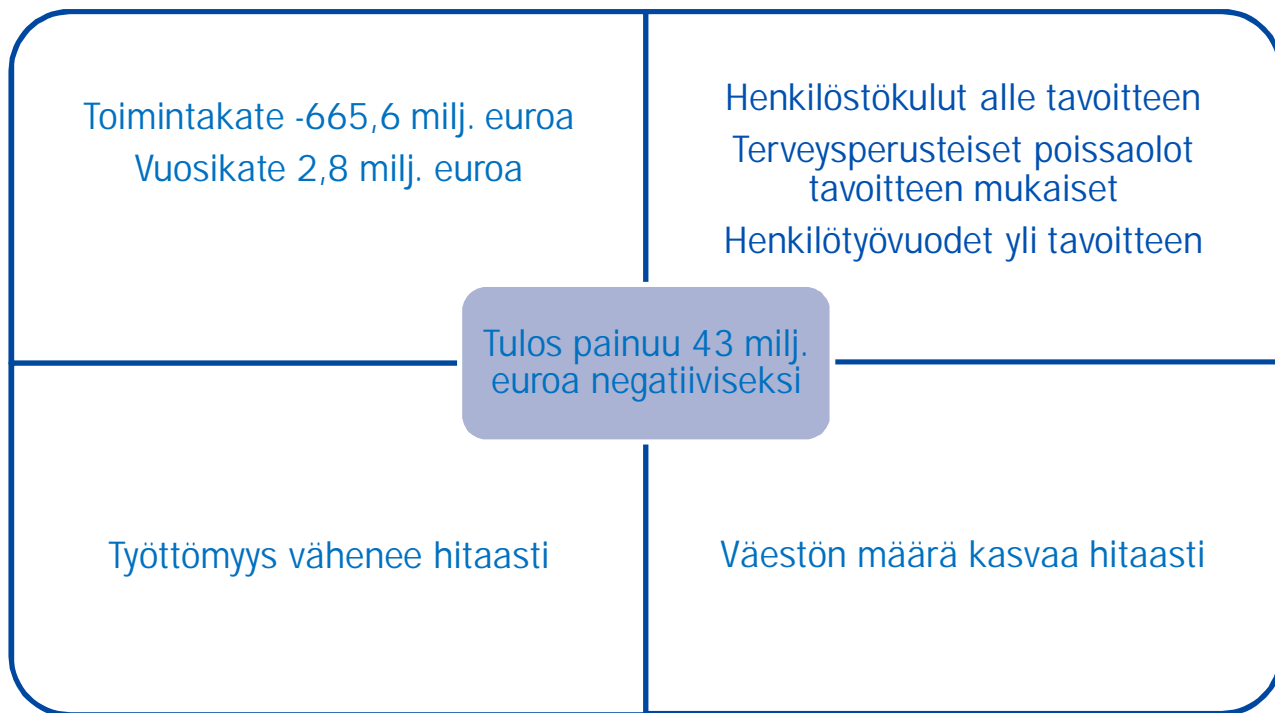 Toimintakate -665,6 milj. euroa
Vuosikate 2,8 milj. euroa
Henkilöstökulut alle tavoitteen
Terveysperusteiset poissaolot
tavoitteen mukaiset
Henkilötyövuodet yli tavoitteen
Tulos painuu 43 milj.
euroa negatiiviseksi
Työttömyys vähenee hitaasti
Väestön määrä kasvaa hitaasti